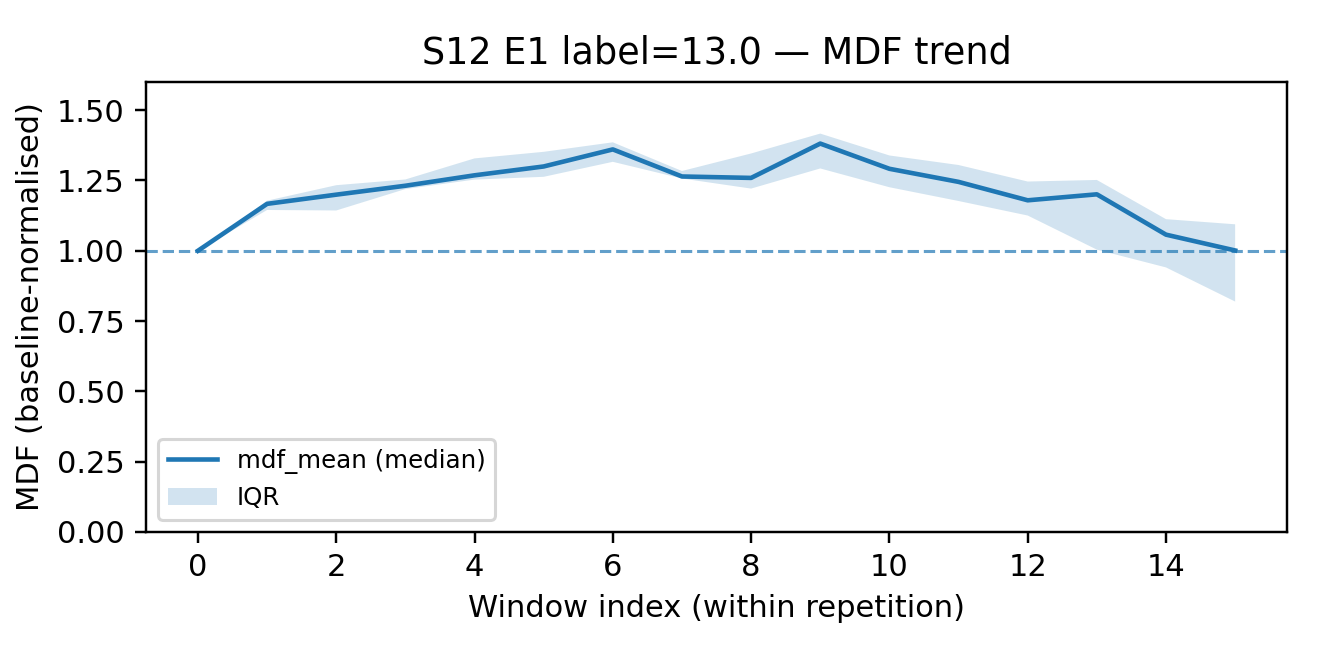 S12 E1 label=13.0 — MDF trend
MDF (baseline-normalised)
1.50
1.25
1.00
0.75
0.50
0.25
0.00
mdf_mean (median)
IQR
0 2 4 6 8 10 12 14
Window index (within repetition)